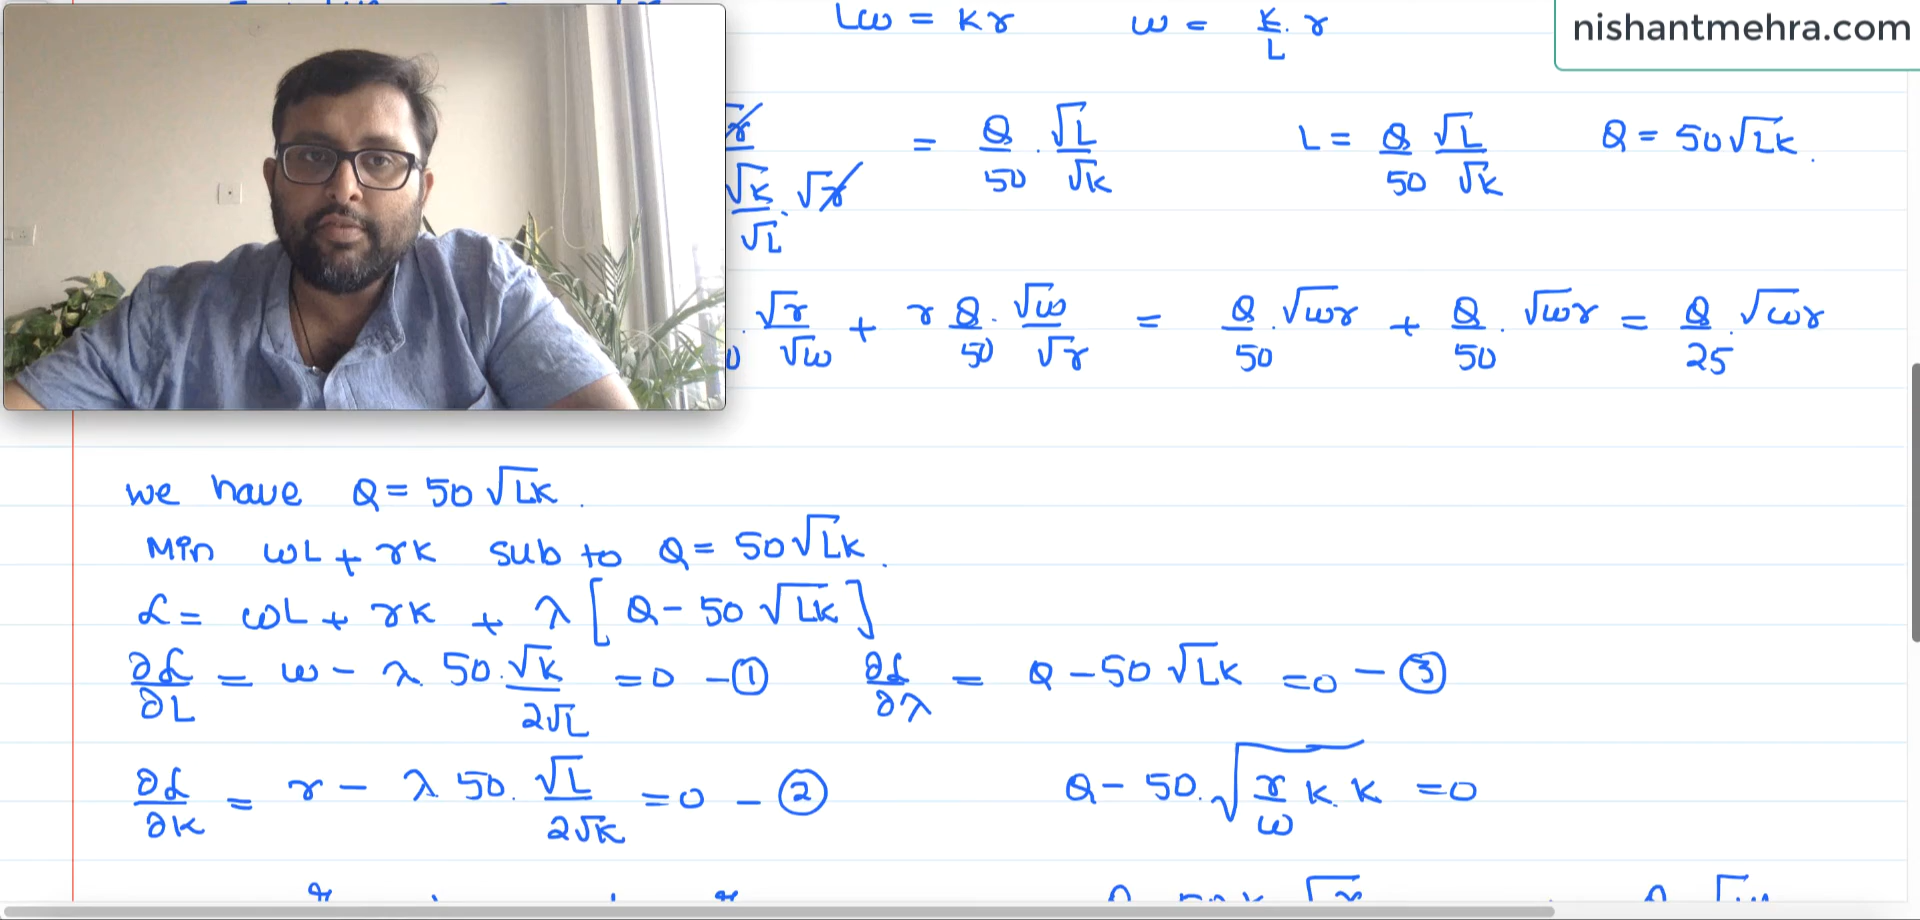 Lω = Kr ω = K/L . r
nishantmehra.com
√r / √K/√L . √r = Q/50 . √L/√K L = Q/50 √L/√K Q = 50√LK .
. √r/√ω + r Q/50 . √ω/√r = Q/50 . √ωr + Q/50 . √ωr = Q/25 . √ωr
we have Q = 50 √LK .
Min ωL + rK sub to Q = 50√LK .
ℒ = ωL + rK + λ [ Q - 50 √LK ]
∂ℒ/∂L = w - λ 50 . √K/2√L = 0 - ① ∂ℒ/∂λ = Q - 50 √LK = 0 - ③
∂ℒ/∂K = r - λ 50 . √L/2√K = 0 - ② Q - 50 . √(r/ω K . K) = 0